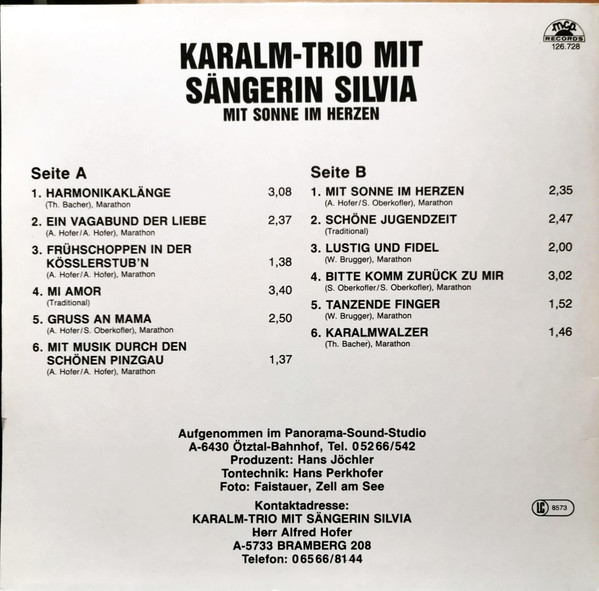 mcp
RECORDS
126.728
KARALM-TRIO MIT
SÄNGERIN SILVIA
MIT SONNE IM HERZEN
Seite A
1. HARMONIKAKLÄNGE 3,08
(Th. Bacher), Marathon
2. EIN VAGABUND DER LIEBE 2,37
(A. Hofer/A. Hofer), Marathon
3. FRÜHSCHOPPEN IN DER
KÖSSLERSTUB'N 1,38
(A. Hofer/A. Hofer), Marathon
4. MI AMOR 3,40
(Traditional)
5. GRUSS AN MAMA 2,50
(A. Hofer/S. Oberkofler), Marathon
6. MIT MUSIK DURCH DEN
SCHÖNEN PINZGAU 1,37
(A. Hofer/A. Hofer), Marathon
Seite B
1. MIT SONNE IM HERZEN 2,35
(A. Hofer/S. Oberkofler), Marathon
2. SCHÖNE JUGENDZEIT 2,47
(Traditional)
3. LUSTIG UND FIDEL 2,00
(W. Brugger), Marathon
4. BITTE KOMM ZURÜCK ZU MIR 3,02
(S. Oberkofler/S. Oberkofler), Marathon
5. TANZENDE FINGER 1,52
(W. Brugger), Marathon
6. KARALMWALZER 1,46
(Th. Bacher), Marathon
Aufgenommen im Panorama-Sound-Studio
A-6430 Ötztal-Bahnhof, Tel. 05266/542
Produzent: Hans Jöchler
Tontechnik: Hans Perkhofer
Foto: Faistauer, Zell am See
Kontaktadresse:
KARALM-TRIO MIT SÄNGERIN SILVIA
Herr Alfred Hofer
A-5733 BRAMBERG 208
Telefon: 06566/8144
LC 8573